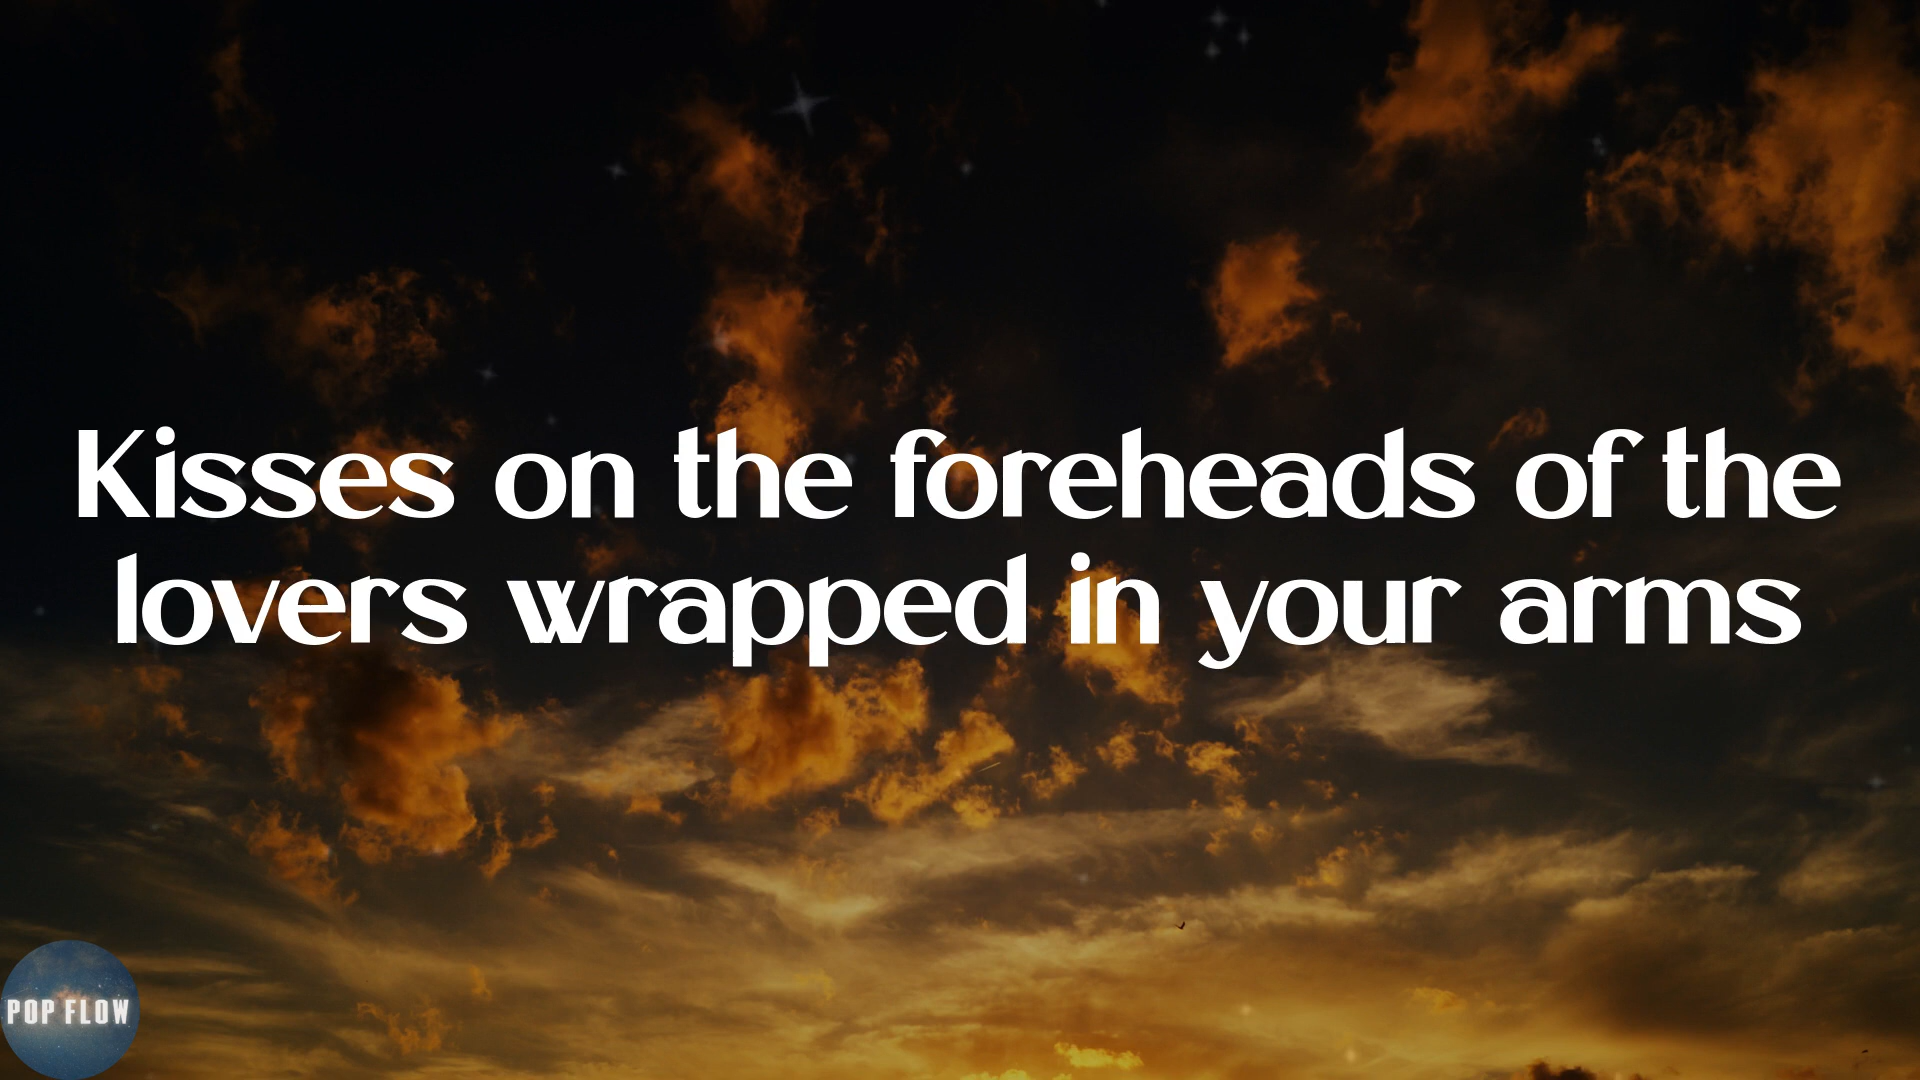 Kisses on the foreheads of the
lovers wrapped in your arms
POP FLOW